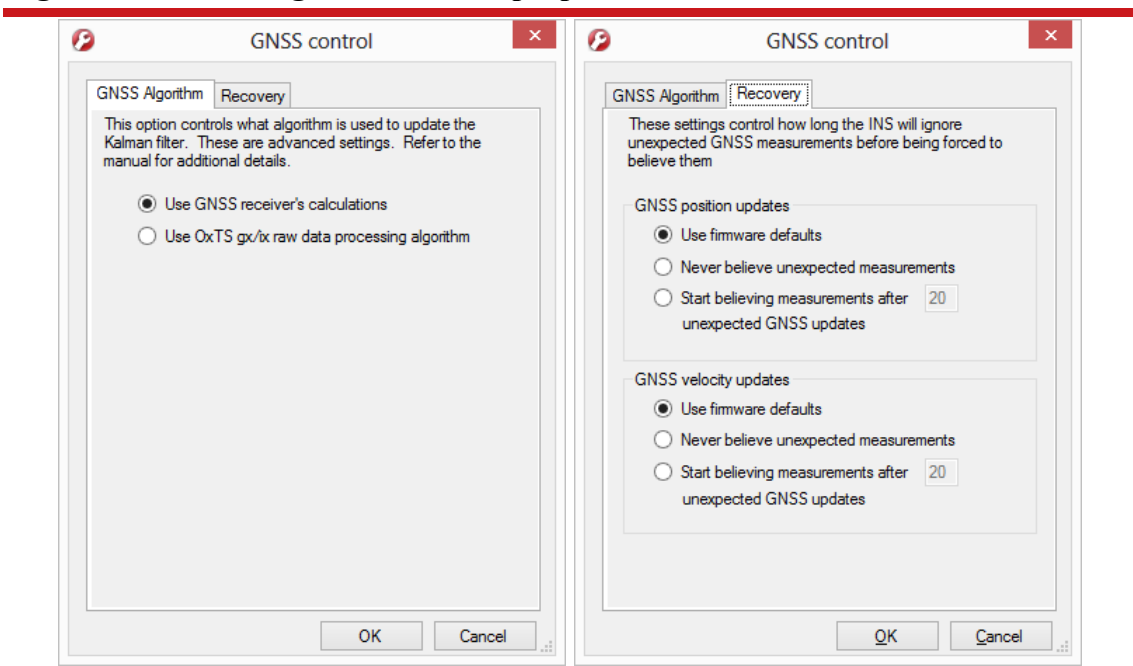 GNSS control
GNSS Algorithm Recovery
This option controls what algorithm is used to update the
Kalman filter. These are advanced settings. Refer to the
manual for additional details.
Use GNSS receiver's calculations
Use OxTS gx/ix raw data processing algorithm
OK Cancel
GNSS control
GNSS Algorithm Recovery
These settings control how long the INS will ignore
unexpected GNSS measurements before being forced to
believe them
GNSS position updates
Use firmware defaults
Never believe unexpected measurements
Start believing measurements after 20
unexpected GNSS updates
GNSS velocity updates
Use firmware defaults
Never believe unexpected measurements
Start believing measurements after 20
unexpected GNSS updates
OK Cancel